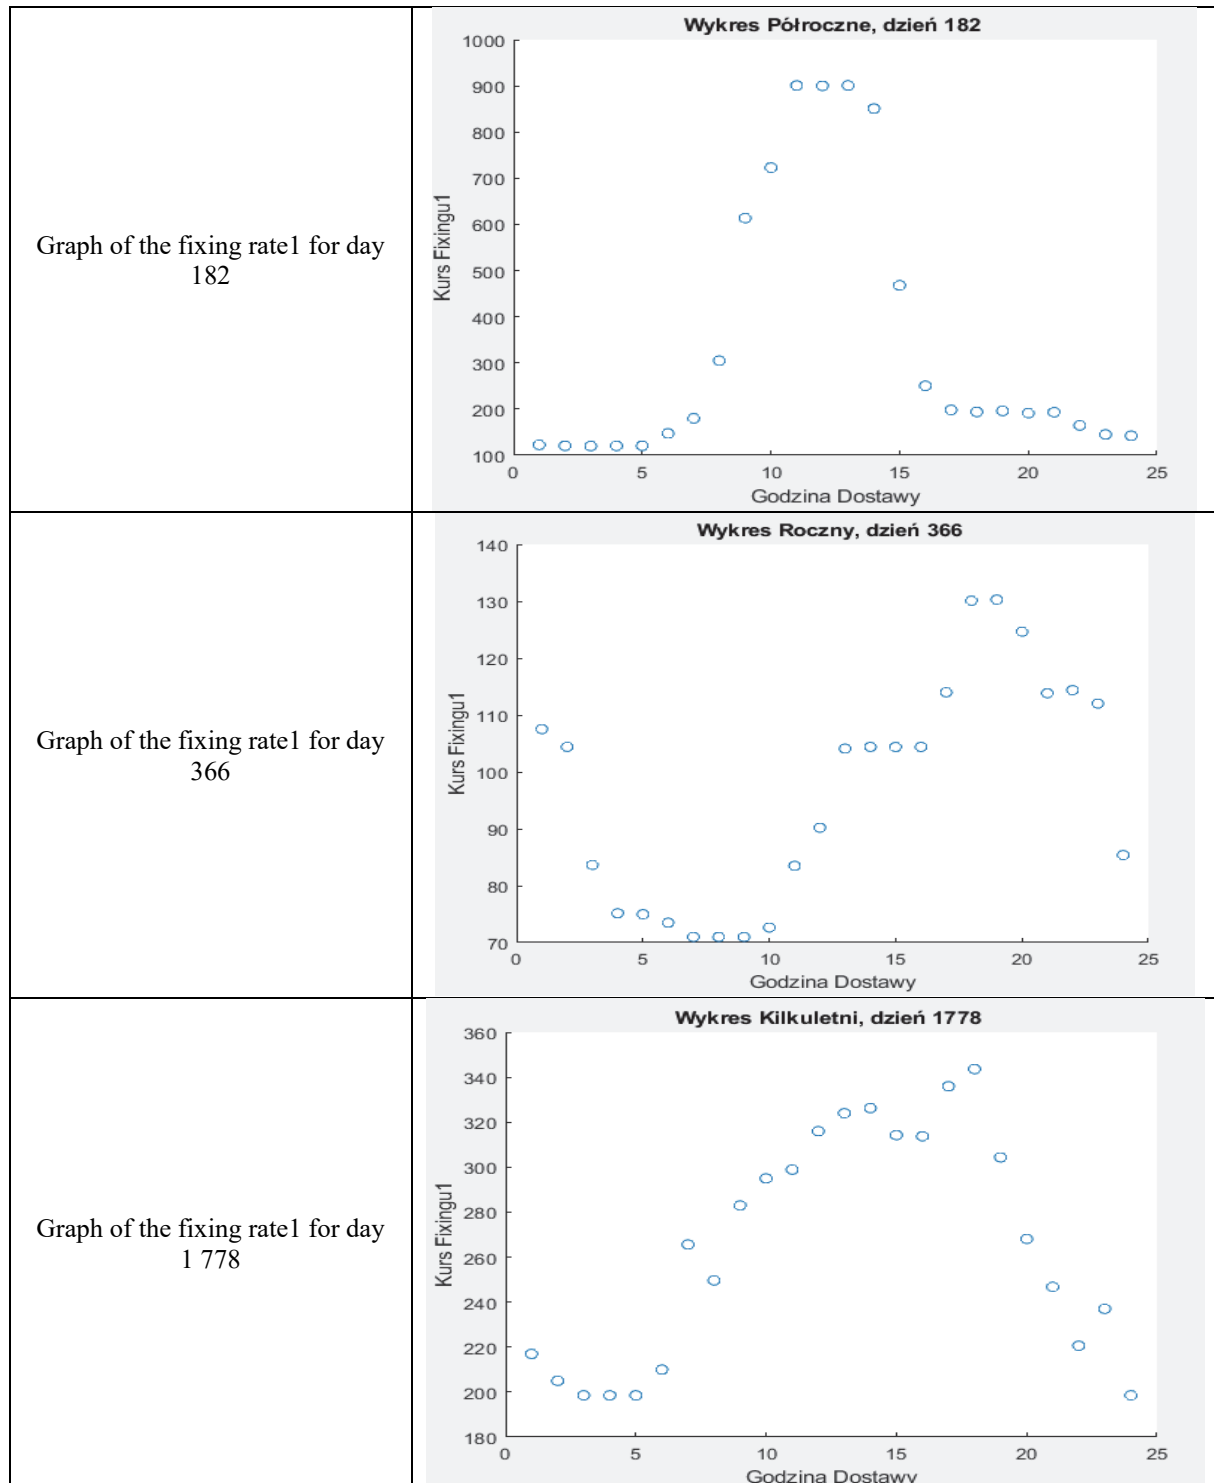 Graph of the fixing rate1 for day
182
Wykres Półroczne, dzień 182
1000
900
800
700
600
500
400
300
200
100
Kurs Fixingu1
0 5 10 15 20 25
Godzina Dostawy
Graph of the fixing rate1 for day
366
Wykres Roczny, dzień 366
140
130
120
110
100
90
80
70
Kurs Fixingu1
0 5 10 15 20 25
Godzina Dostawy
Graph of the fixing rate1 for day
1 778
Wykres Kilkuletni, dzień 1778
360
340
320
300
280
260
240
220
200
180
Kurs Fixingu1
0 5 10 15 20 25
Godzina Dostawy